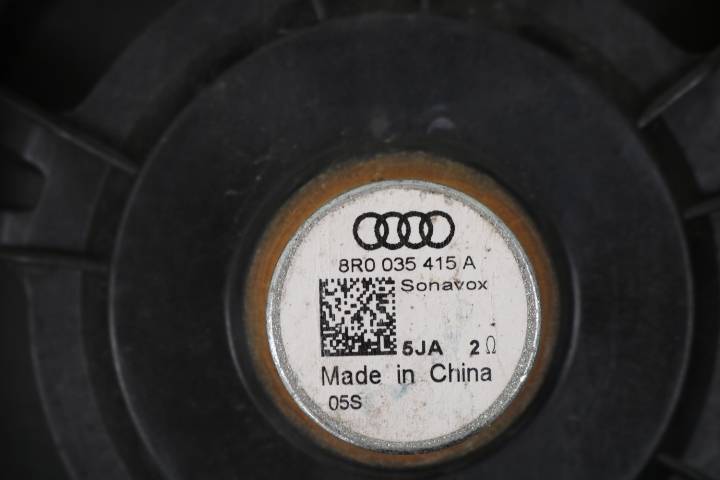 8R0 035 415 A
Sonavox
5JA 2Ω
Made in China
05S